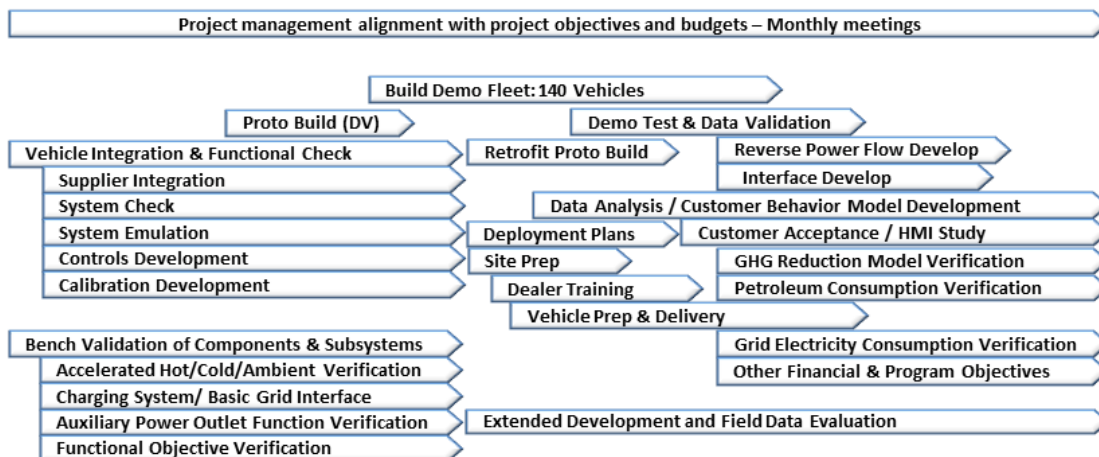 Project management alignment with project objectives and budgets – Monthly meetings
Build Demo Fleet: 140 Vehicles
Proto Build (DV)
Demo Test & Data Validation
Vehicle Integration & Functional Check
Retrofit Proto Build
Reverse Power Flow Develop
Supplier Integration
Interface Develop
System Check
Data Analysis / Customer Behavior Model Development
System Emulation
Deployment Plans
Customer Acceptance / HMI Study
Controls Development
Site Prep
GHG Reduction Model Verification
Calibration Development
Dealer Training
Petroleum Consumption Verification
Vehicle Prep & Delivery
Bench Validation of Components & Subsystems
Grid Electricity Consumption Verification
Accelerated Hot/Cold/Ambient Verification
Other Financial & Program Objectives
Charging System/ Basic Grid Interface
Auxiliary Power Outlet Function Verification
Extended Development and Field Data Evaluation
Functional Objective Verification